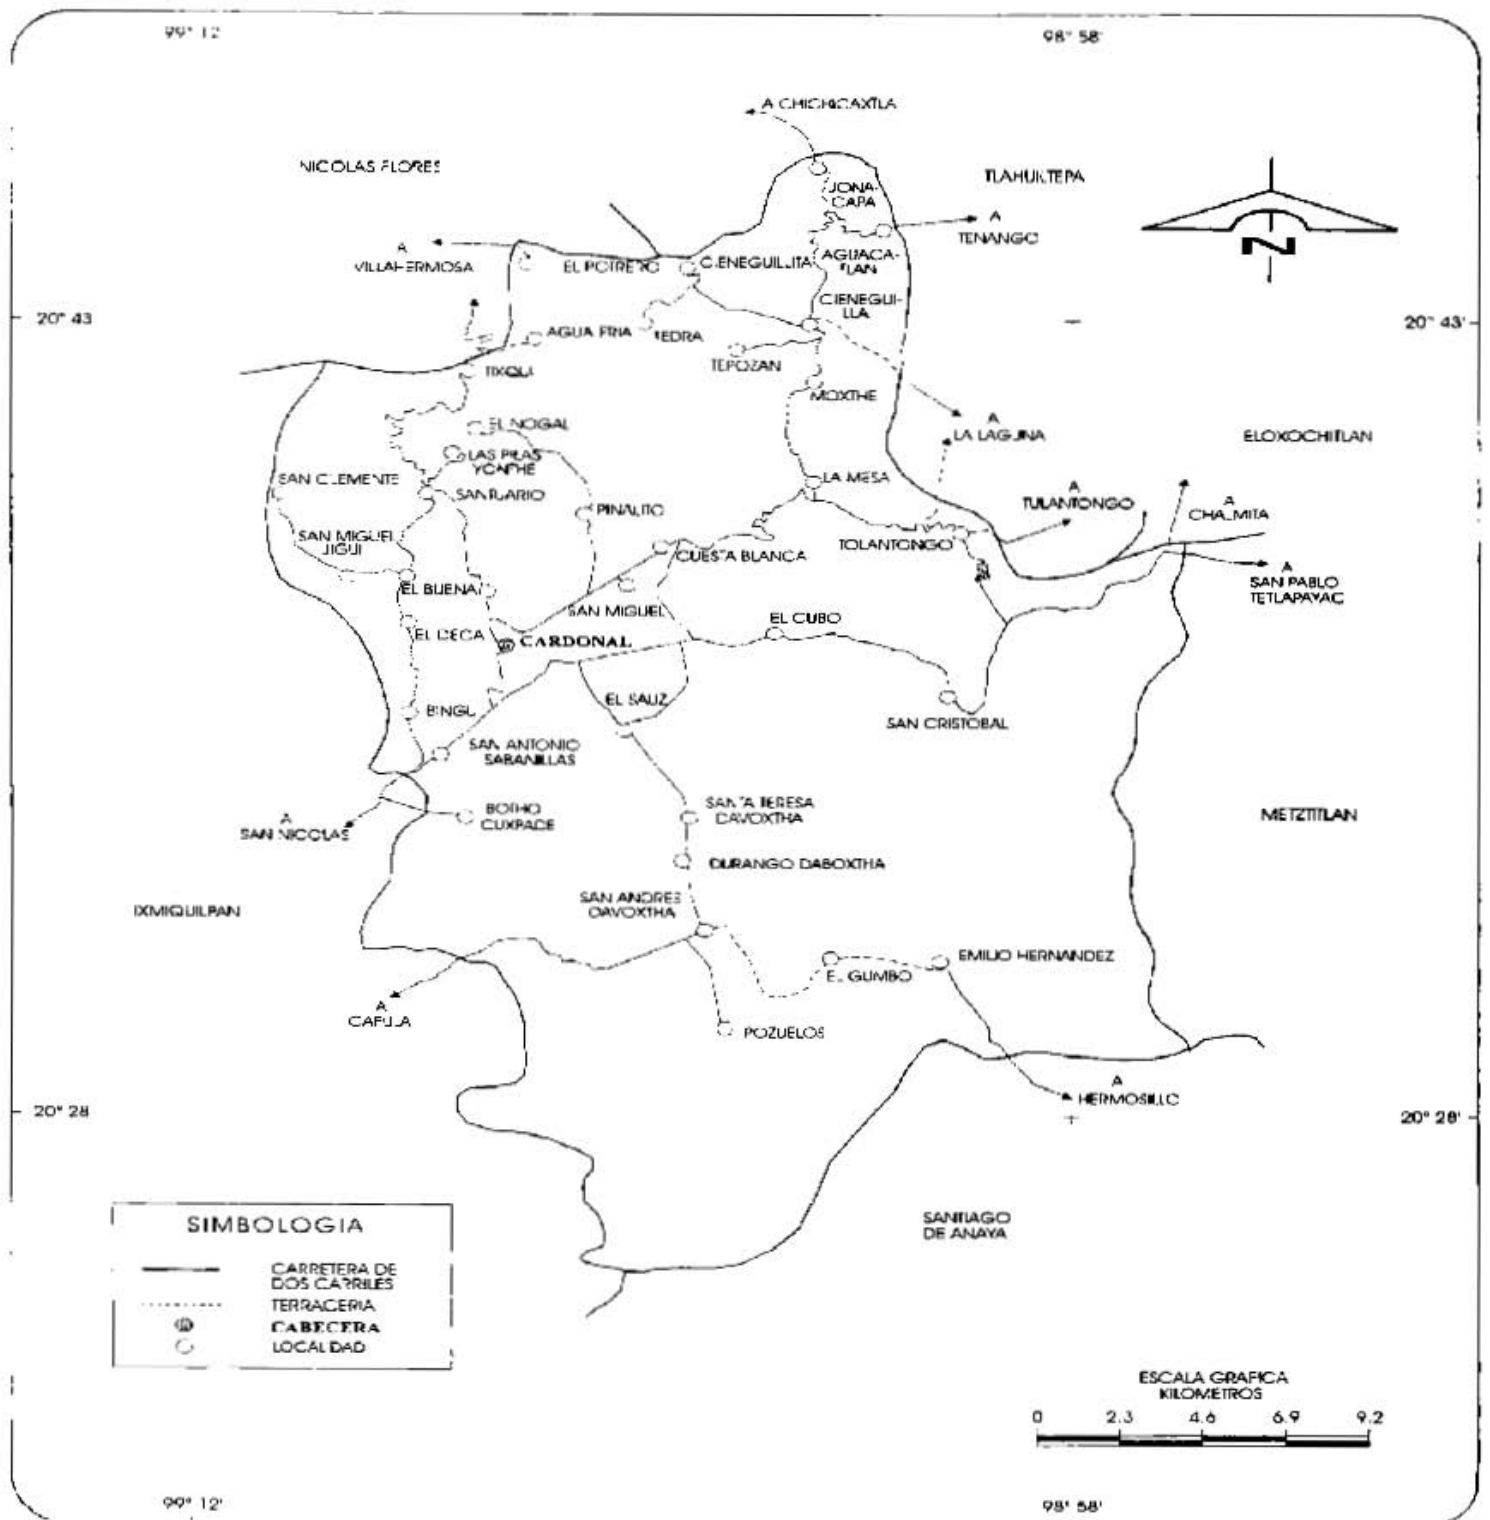 99° 12'
98° 58'
A CHICHICAXTLA
NICOLAS FLORES
TLAHUILTEPA
JONA-
CAPA
A
TENANGO
A
VILLAHERMOSA
EL POTRERO
CIENEGUILLITA
AGUACA-
TLAN
N
CIENEGUI-
LLA
20° 43
20° 43'
AGUA FRIA
TEPOZAN
TIXQUI
MOXTHE
EL NOGAL
A
LA LAGUNA
ELOXOCHITLAN
LAS PILAS
YONTHE
SAN CLEMENTE
SANTUARIO
LA MESA
PINALITO
A
TULANTONGO
A
CHALMITA
SAN MIGUEL
JIGUI
CUESTA BLANCA
TOLANTONGO
A
SAN PABLO
TETLAPAYAC
EL BUENA
SAN MIGUEL
EL CUBO
EL DECA
CARDONAL
EL SAUZ
BINGU
SAN CRISTOBAL
SAN ANTONIO
SABANILLAS
A
SAN NICOLAS
BOTHO
CUXPADE
SANTA TERESA
DAVOXTHA
METZTITLAN
DURANGO DABOXTHA
SAN ANDRES
DAVOXTHA
IXMIQUILPAN
EMILIO HERNANDEZ
EL GUMBO
A
CAPULA
POZUELOS
A
HERMOSILLO
20° 28
20° 28'
SIMBOLOGIA
CARRETERA DE
DOS CARRILES
TERRACERIA
CABECERA
LOCALIDAD
SANTIAGO
DE ANAYA
ESCALA GRAFICA
KILOMETROS
0 2.3 4.6 6.9 9.2
99° 12'
98° 58'